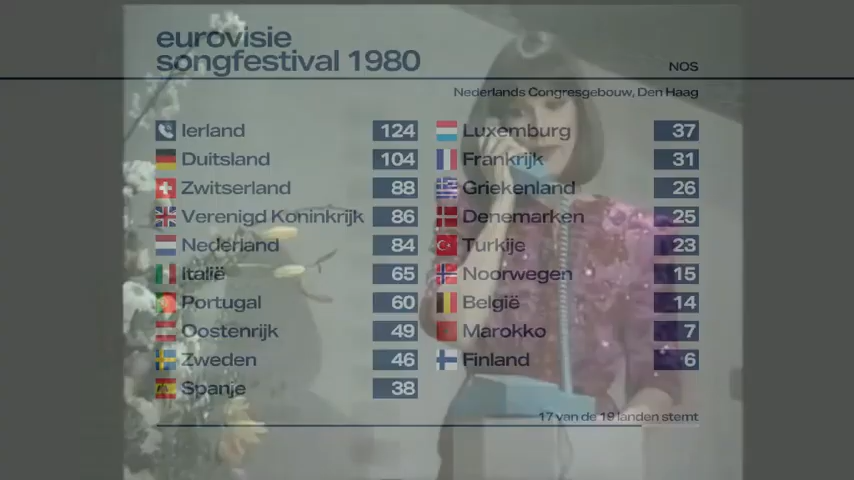 eurovisie
songfestival 1980
NOS
Nederlands Congresgebouw, Den Haag
Ierland 124
Duitsland 104
Zwitserland 88
Verenigd Koninkrijk 86
Nederland 84
Italië 65
Portugal 60
Oostenrijk 49
Zweden 46
Spanje 38
Luxemburg 37
Frankrijk 31
Griekenland 26
Denemarken 25
Turkije 23
Noorwegen 15
België 14
Marokko 7
Finland 6
17 van de 19 landen stemt